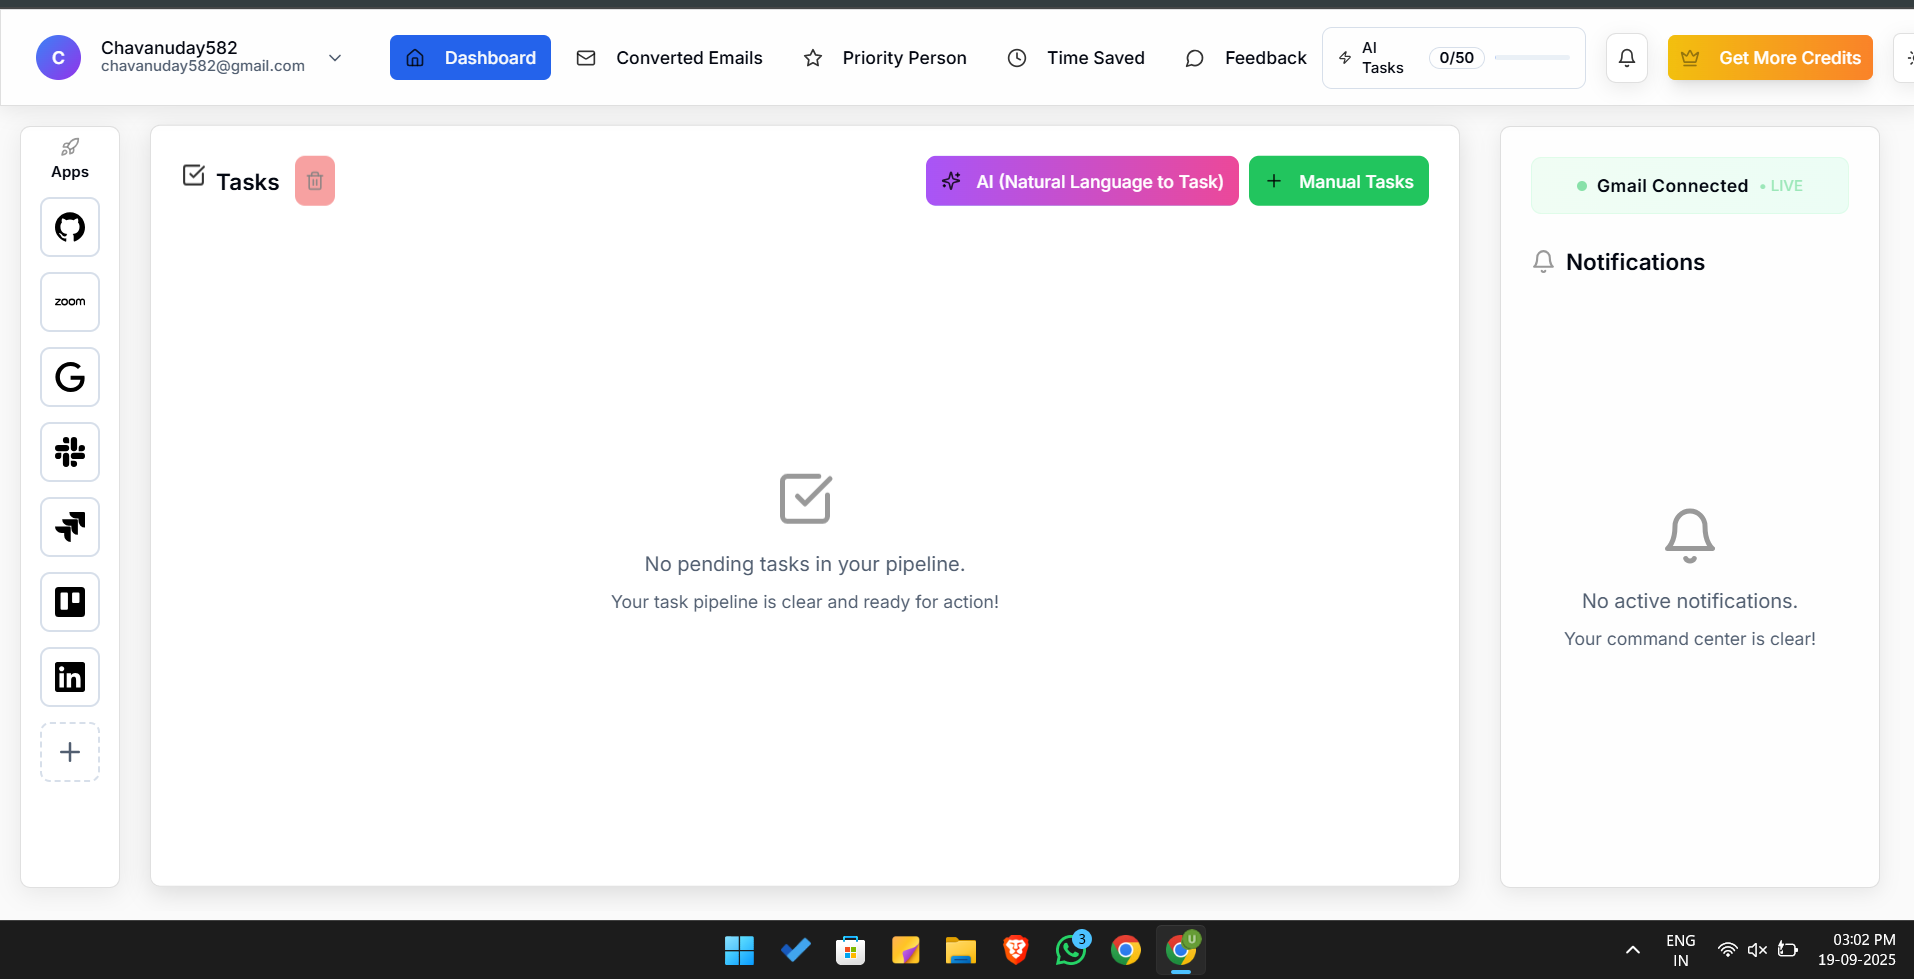 C
Chavanuday582
chavanuday582@gmail.com
Dashboard
Converted Emails
Priority Person
Time Saved
Feedback
AI
Tasks
0/50
Get More Credits
Apps
zoom
G
in
Tasks
AI (Natural Language to Task)
Manual Tasks
No pending tasks in your pipeline.
Your task pipeline is clear and ready for action!
Gmail Connected • LIVE
Notifications
No active notifications.
Your command center is clear!
3
U
ENG
IN
03:02 PM
19-09-2025